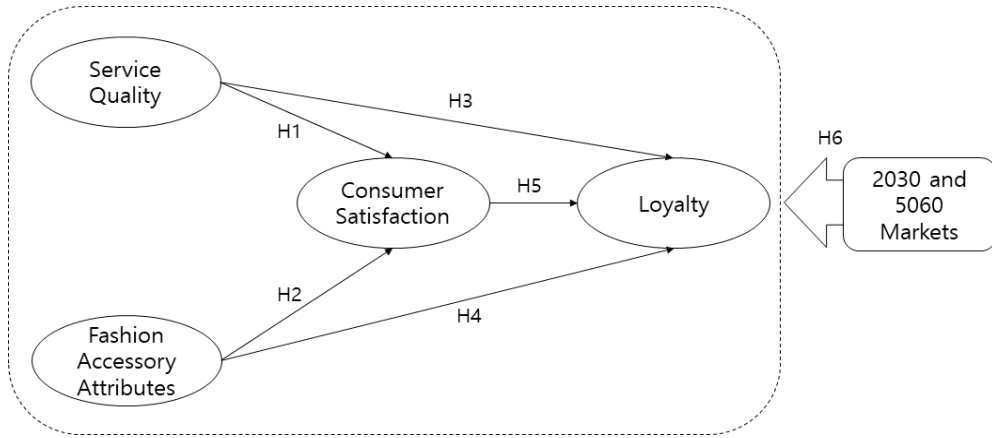 Service
Quality
H3
H1
H6
Consumer
Satisfaction
H5
Loyalty
2030 and
5060
Markets
H2
H4
Fashion
Accessory
Attributes